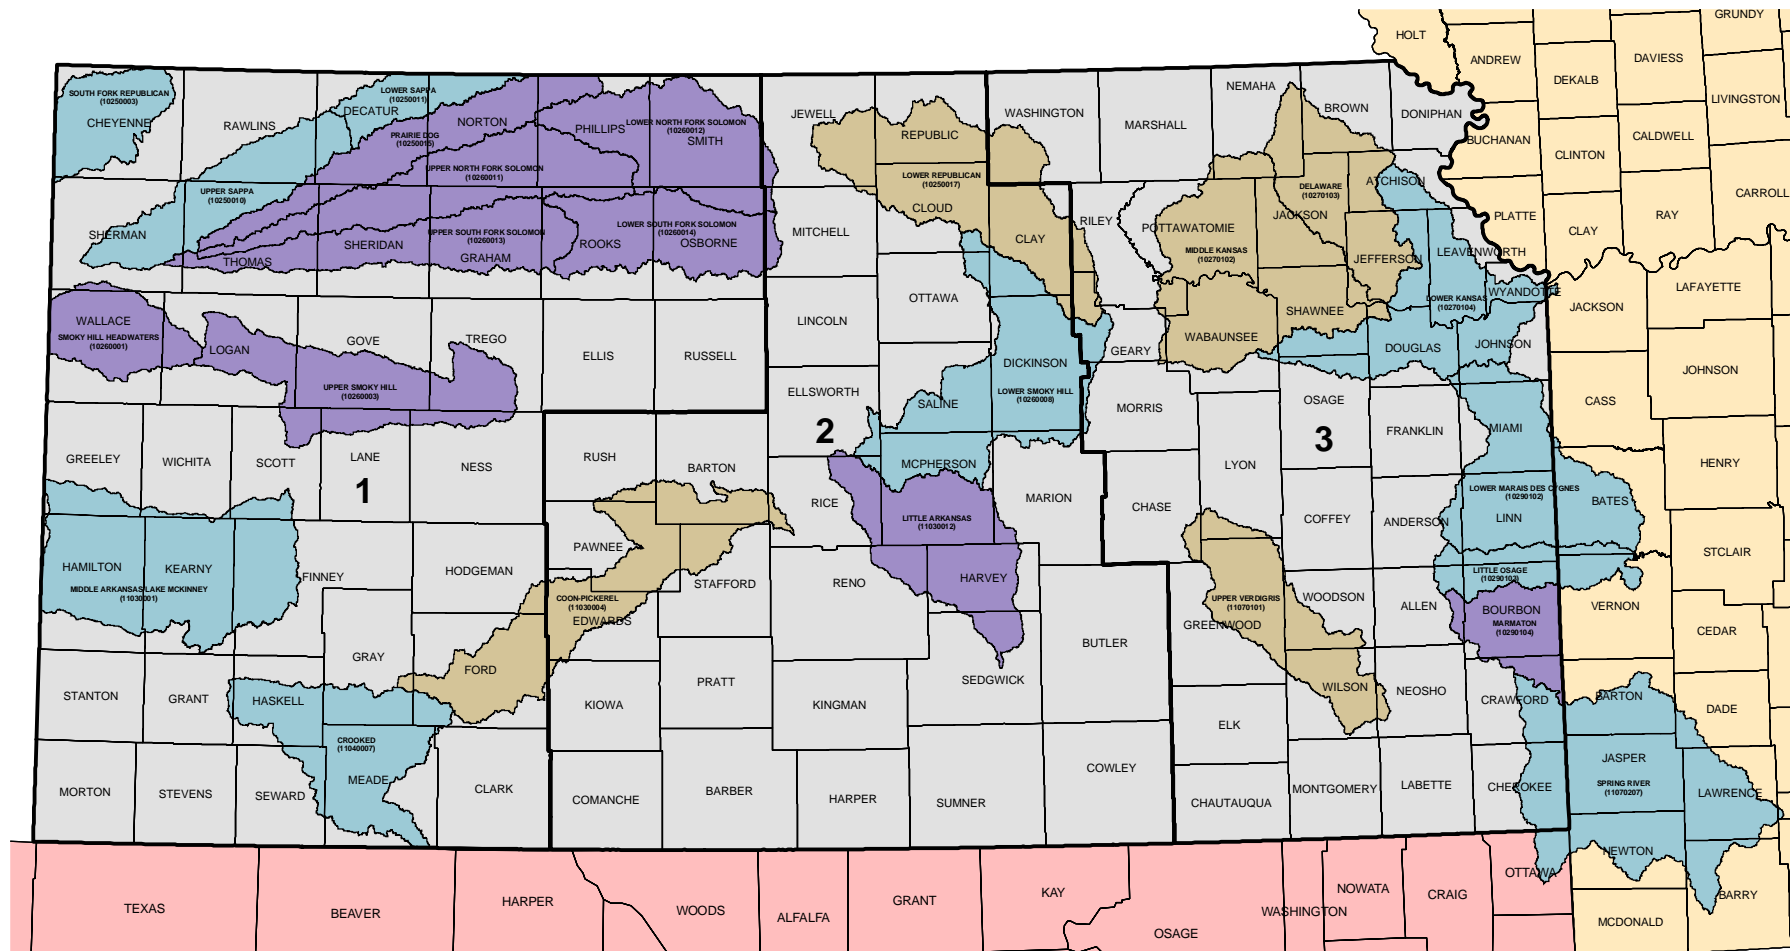 GRUNDY
HOLT
ANDREW
DAVIESS
DEKALB
LIVINGSTON
SOUTH FORK REPUBLICAN
(10250003)
CHEYENNE
RAWLINS
LOWER SAPPA
(10250011)
DECATUR
NORTON
PRAIRIE DOG
(10250015)
PHILLIPS
LOWER NORTH FORK SOLOMON
(10260012)
SMITH
JEWELL
REPUBLIC
WASHINGTON
MARSHALL
NEMAHA
BROWN
DONIPHAN
BUCHANAN
CLINTON
CALDWELL
CARROLL
UPPER NORTH FORK SOLOMON
(10260011)
UPPER SAPPA
(10250010)
LOWER REPUBLICAN
(10250017)
CLOUD
DELAWARE
(10270103)
ATCHISON
PLATTE
RAY
CLAY
SHERMAN
THOMAS
SHERIDAN
UPPER SOUTH FORK SOLOMON
(10260013)
GRAHAM
ROOKS
LOWER SOUTH FORK SOLOMON
(10260014)
OSBORNE
MITCHELL
CLAY
RILEY
POTTAWATOMIE
JACKSON
MIDDLE KANSAS
(10270102)
JEFFERSON
LEAVENWORTH
WYANDOTTE
LOWER KANSAS
(10270104)
JACKSON
LAFAYETTE
WALLACE
SMOKY HILL HEADWATERS
(10260001)
LOGAN
GOVE
TREGO
ELLIS
RUSSELL
LINCOLN
OTTAWA
DICKINSON
GEARY
WABAUNSEE
SHAWNEE
DOUGLAS
JOHNSON
JOHNSON
UPPER SMOKY HILL
(10260003)
ELLSWORTH
SALINE
LOWER SMOKY HILL
(10260008)
MORRIS
OSAGE
FRANKLIN
MIAMI
CASS
2
3
GREELEY
WICHITA
SCOTT
LANE
NESS
RUSH
BARTON
MCPHERSON
LYON
HENRY
1
RICE
MARION
CHASE
LOWER MARAIS DES CYGNES
(10290102)
BATES
LITTLE ARKANSAS
(11030012)
COFFEY
ANDERSON
LINN
STCLAIR
PAWNEE
HAMILTON
KEARNY
FINNEY
HODGEMAN
STAFFORD
RENO
HARVEY
LITTLE OSAGE
(10290103)
MIDDLE ARKANSAS-LAKE MCKINNEY
(11030001)
COON-PICKEREL
(11030004)
EDWARDS
UPPER VERDIGRIS
(11070101)
WOODSON
ALLEN
BOURBON
MARMATON
(10290104)
VERNON
GREENWOOD
CEDAR
GRAY
FORD
BUTLER
STANTON
GRANT
HASKELL
KIOWA
PRATT
KINGMAN
SEDGWICK
WILSON
NEOSHO
CRAWFORD
BARTON
DADE
ELK
CROOKED
(11040007)
MEADE
JASPER
SPRING RIVER
(11070207)
LAWRENCE
MORTON
STEVENS
SEWARD
CLARK
COMANCHE
BARBER
HARPER
SUMNER
COWLEY
CHAUTAUQUA
MONTGOMERY
LABETTE
CHEROKEE
NEWTON
OTTAWA
BARRY
TEXAS
BEAVER
HARPER
WOODS
ALFALFA
GRANT
KAY
OSAGE
WASHINGTON
NOWATA
CRAIG
MCDONALD